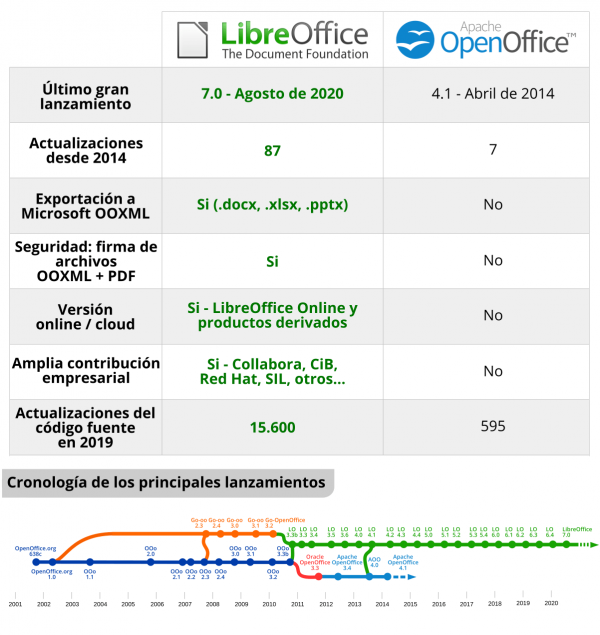 LibreOffice
The Document Foundation
Apache
OpenOffice™
Último gran
lanzamiento
7.0 - Agosto de 2020
4.1 - Abril de 2014
Actualizaciones
desde 2014
87
7
Exportación a
Microsoft OOXML
Si (.docx, .xlsx, .pptx)
No
Seguridad: firma de
archivos
OOXML + PDF
Si
No
Versión
online / cloud
Si - LibreOffice Online y
productos derivados
No
Amplia contribución
empresarial
Si - Collabora, CiB,
Red Hat, SIL, otros...
No
Actualizaciones del
código fuente
en 2019
15.600
595
Cronología de los principales lanzamientos
Go-oo
2.3
Go-oo
2.4
Go-oo
3.0
Go-oo
3.1
Go-OpenOffice
3.2
LO
3.3b
LO
3.3
LO
3.4
LO
3.5
LO
3.6
LO
4.0
LO
4.1
LO
4.2
LO
4.3
LO
4.4
LO
5.0
LO
5.1
LO
5.2
LO
5.3
LO
5.4
LO
6.0
LO
6.1
LO
6.2
LO
6.3
LO
6.4
LibreOffice
7.0
OpenOffice.org
638c
OOo
2.0
OOo
3.0
OOo
3.1
OOo
3.3b
Oracle
OpenOffice
3.3
Apache
OpenOffice
3.4
AOO
4.0
Apache
OpenOffice
4.1
OpenOffice.org
1.0
OOo
1.1
OOo
2.1
OOo
2.2
OOo
2.3
OOo
2.4
OOo
3.2
2001
2002
2003
2004
2005
2006
2007
2008
2009
2010
2011
2012
2013
2014
2015
2016
2017
2018
2019
2020